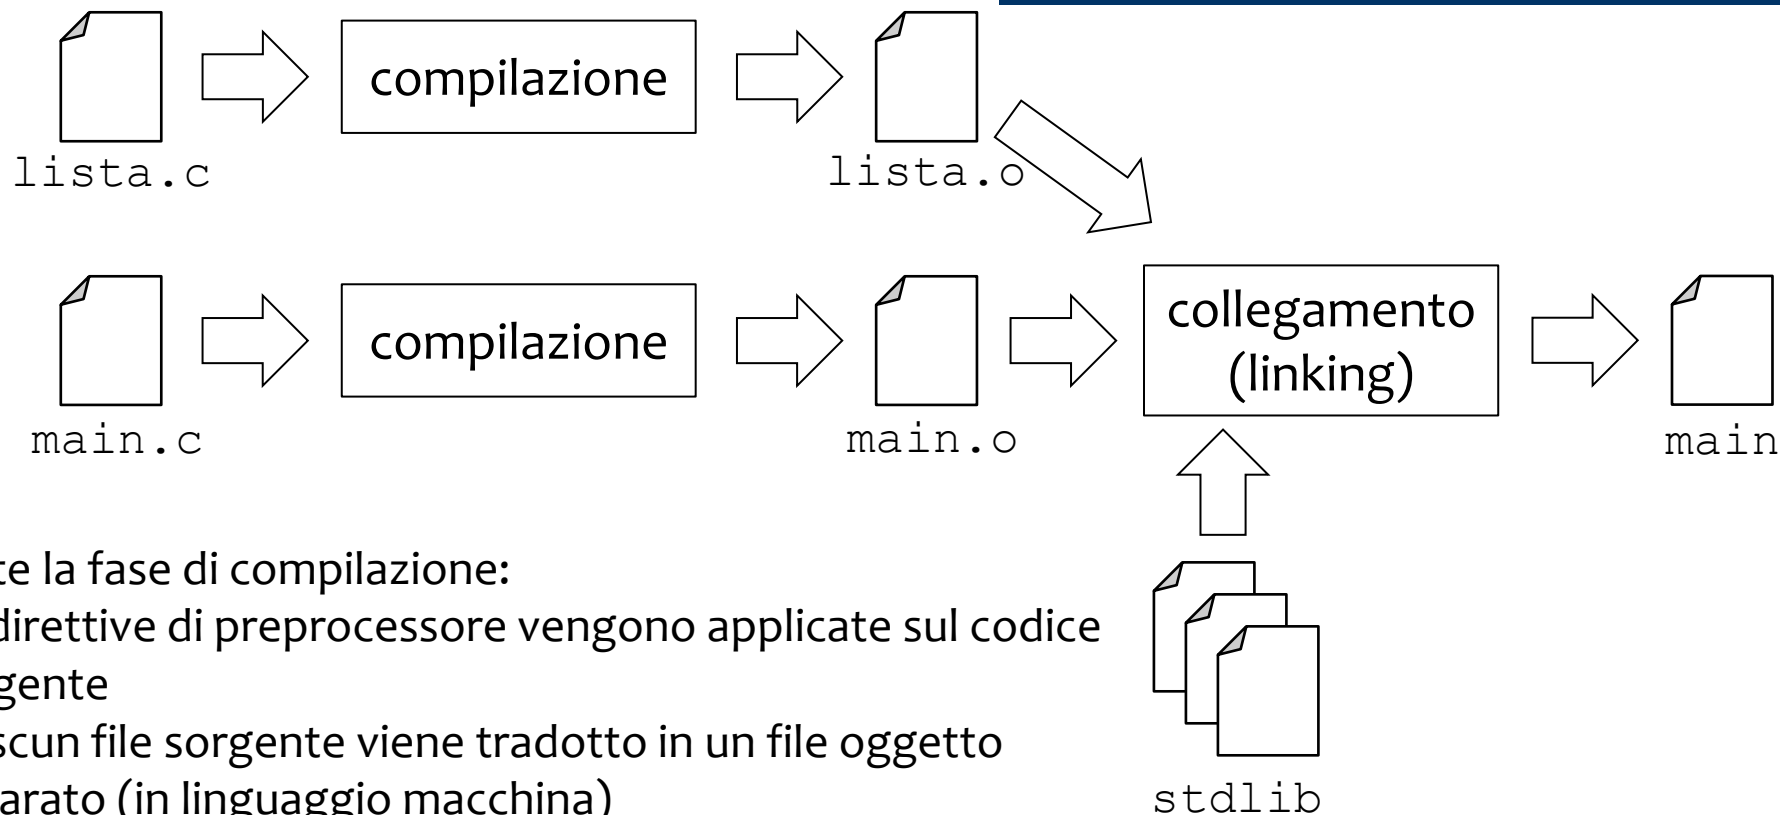 compilazione
lista.c
lista.o
compilazione
collegamento
(linking)
main.c
main.o
main
te la fase di compilazione:
direttive di preprocessore vengono applicate sul codice
gente
scun file sorgente viene tradotto in un file oggetto
arato (in linguaggio macchina)
stdlib